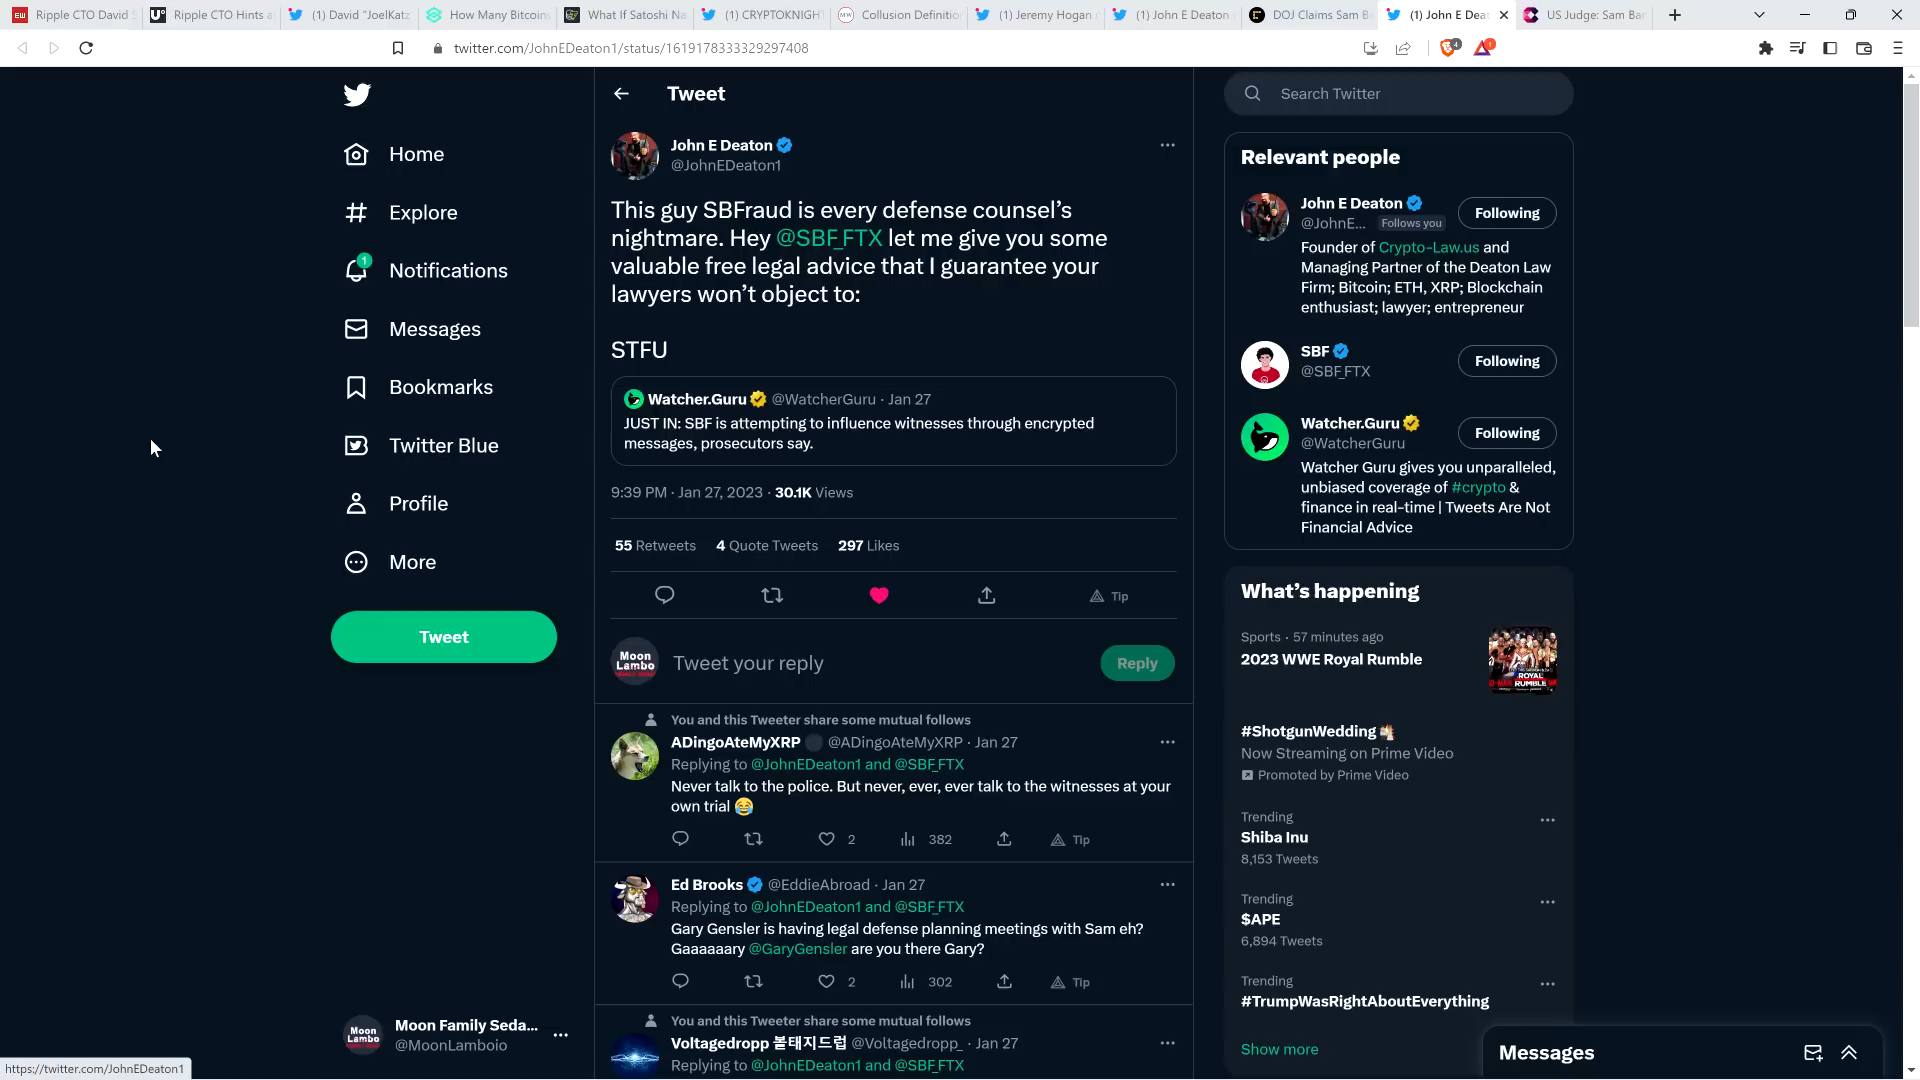 Ripple CTO David S
Ripple CTO Hints a
(1) David "JoelKatz
How Many Bitcoins
What If Satoshi Na
(1) CRYPTOKNIGHT
Collusion Definitio
(1) Jeremy Hogan
(1) John E Deaton
DOJ Claims Sam B
(1) John E Deat
US Judge: Sam Ban
twitter.com/JohnEDeaton1/status/1619178333329297408
4
1
Home
Explore
1
Notifications
Messages
Bookmarks
Twitter Blue
Profile
More
Tweet
Moon Lambo
Moon Family Seda...
@MoonLamboio
https://twitter.com/JohnEDeaton1
Tweet
John E Deaton
@JohnEDeaton1
This guy SBFraud is every defense counsel's
nightmare. Hey @SBF_FTX let me give you some
valuable free legal advice that I guarantee your
lawyers won't object to:
STFU
Watcher.Guru @WatcherGuru · Jan 27
JUST IN: SBF is attempting to influence witnesses through encrypted
messages, prosecutors say.
9:39 PM · Jan 27, 2023 · 30.1K Views
55 Retweets 4 Quote Tweets 297 Likes
Tip
Moon Lambo
Tweet your reply
Reply
You and this Tweeter share some mutual follows
ADingoAteMyXRP @ADingoAteMyXRP · Jan 27
Replying to @JohnEDeaton1 and @SBF_FTX
Never talk to the police. But never, ever, ever talk to the witnesses at your
own trial 😂
2 382 Tip
Ed Brooks @EddieAbroad · Jan 27
Replying to @JohnEDeaton1 and @SBF_FTX
Gary Gensler is having legal defense planning meetings with Sam eh?
Gaaaaaary @GaryGensler are you there Gary?
2 302 Tip
You and this Tweeter share some mutual follows
Voltagedropp 볼태지드럽 @Voltagedropp_ · Jan 27
Replying to @JohnEDeaton1 and @SBF_FTX
Search Twitter
Relevant people
John E Deaton
@JohnE... Follows you
Following
Founder of Crypto-Law.us and
Managing Partner of the Deaton Law
Firm; Bitcoin; ETH, XRP; Blockchain
enthusiast; lawyer; entrepreneur
SBF
@SBF_FTX
Following
Watcher.Guru
@WatcherGuru
Following
Watcher Guru gives you unparalleled,
unbiased coverage of #crypto &
finance in real-time | Tweets Are Not
Financial Advice
What's happening
Sports · 57 minutes ago
2023 WWE Royal Rumble
ROYAL
RUMBLE
#ShotgunWedding
Now Streaming on Prime Video
Promoted by Prime Video
Trending
Shiba Inu
8,153 Tweets
Trending
$APE
6,894 Tweets
Trending
#TrumpWasRightAboutEverything
Show more
Messages